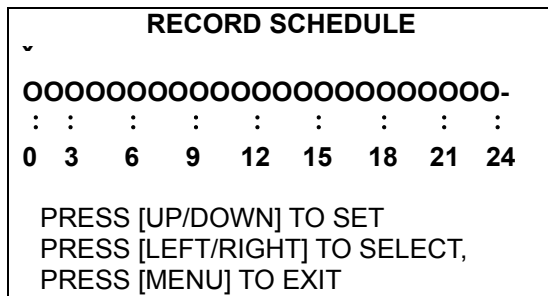 RECORD SCHEDULE
ˇ
OOOOOOOOOOOOOOOOOOOOOOO-
: : : : : : : : :
0 3 6 9 12 15 18 21 24
PRESS [UP/DOWN] TO SET
PRESS [LEFT/RIGHT] TO SELECT,
PRESS [MENU] TO EXIT